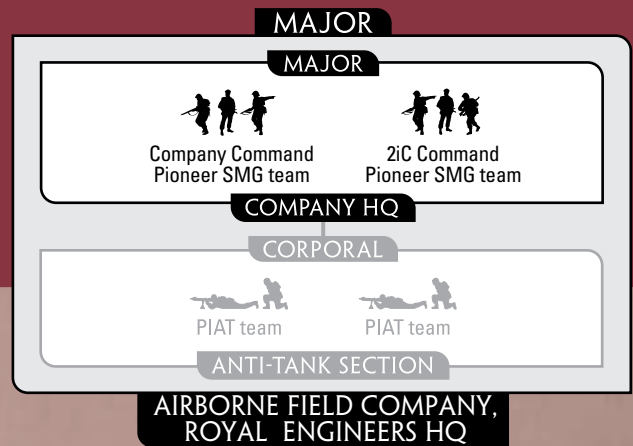 MAJOR
MAJOR
Company Command
Pioneer SMG team
2iC Command
Pioneer SMG team
COMPANY HQ
CORPORAL
PIAT team
PIAT team
ANTI-TANK SECTION
AIRBORNE FIELD COMPANY,
ROYAL ENGINEERS HQ